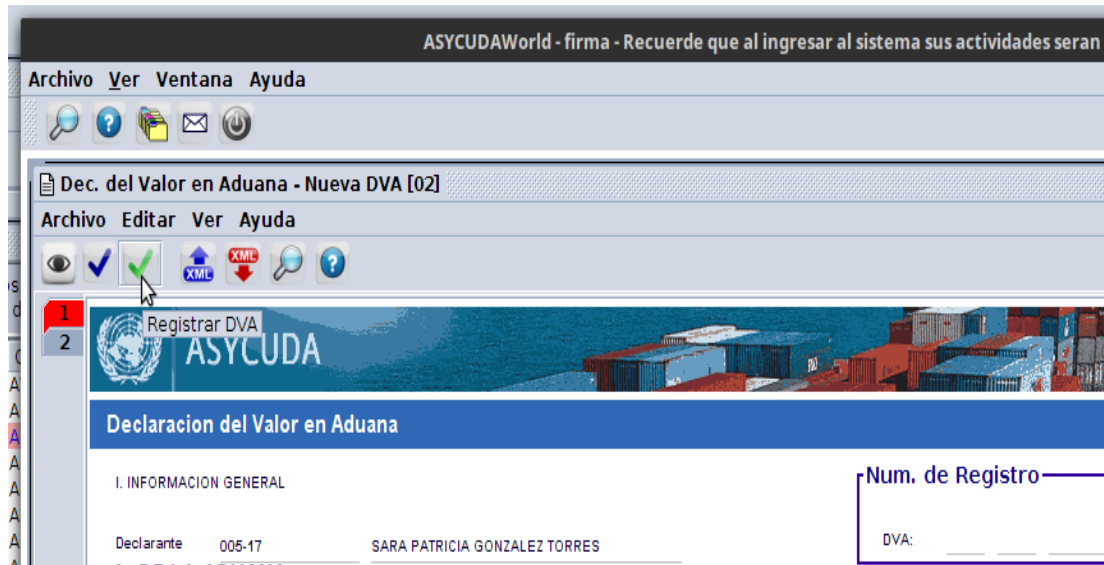 ASYCUDAWorld - firma - Recuerde que al ingresar al sistema sus actividades seran
Archivo Ver Ventana Ayuda
Dec. del Valor en Aduana - Nueva DVA [02]
Archivo Editar Ver Ayuda
XML XML
Registrar DVA
1
2
ASYCUDA
Declaracion del Valor en Aduana
I. INFORMACION GENERAL
Num. de Registro
Declarante 005-17 SARA PATRICIA GONZALEZ TORRES
DVA: